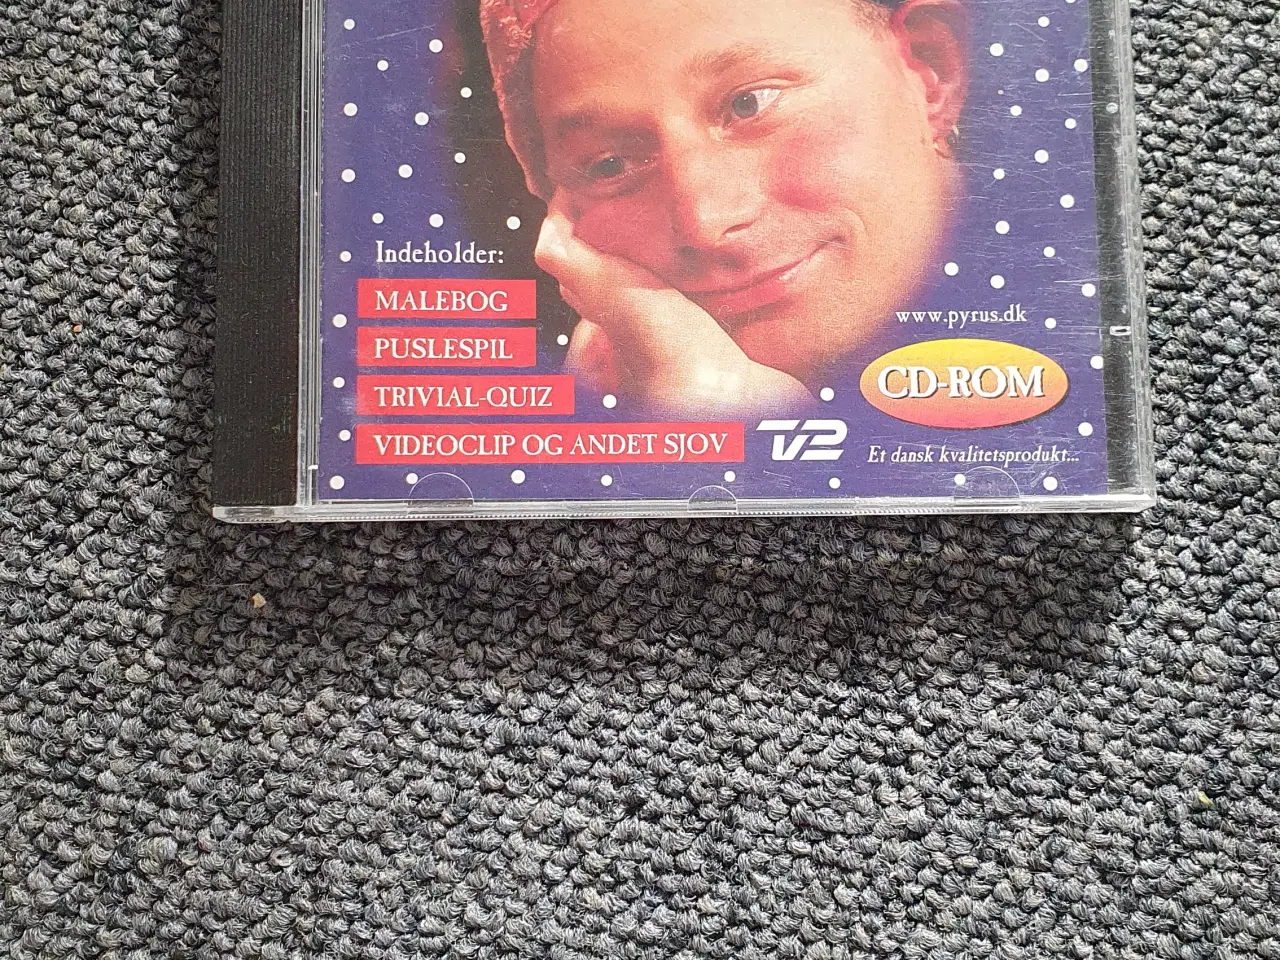 Indeholder:
MALEBOG
PUSLESPIL
TRIVIAL-QUIZ
VIDEOCLIP OG ANDET SJOV
TV2
www.pyrus.dk
CD-ROM
Et dansk kvalitetsprodukt...